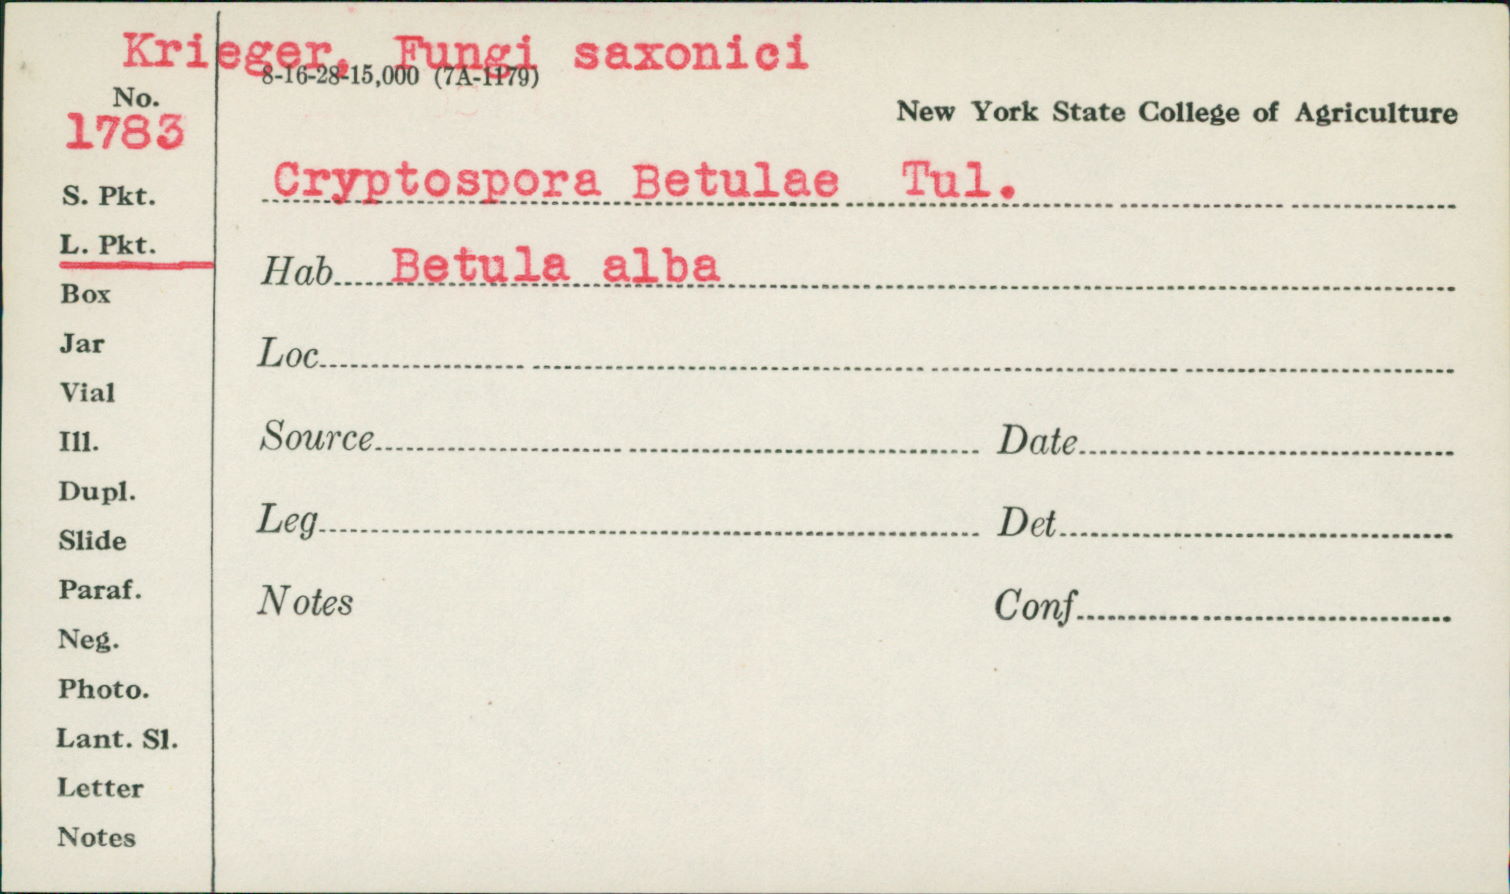 Krieger, Fungi saxonici
8-16-28-15,000 (7A-1179)
No.
New York State College of Agriculture
1783
Cryptospora Betulae Tul.
S. Pkt.
L. Pkt.
Hab. Betula alba
Box
Jar
Loc.
Vial
Ill.
Source
Date
Dupl.
Slide
Leg.
Det.
Paraf.
Notes
Conf.
Neg.
Photo.
Lant. Sl.
Letter
Notes